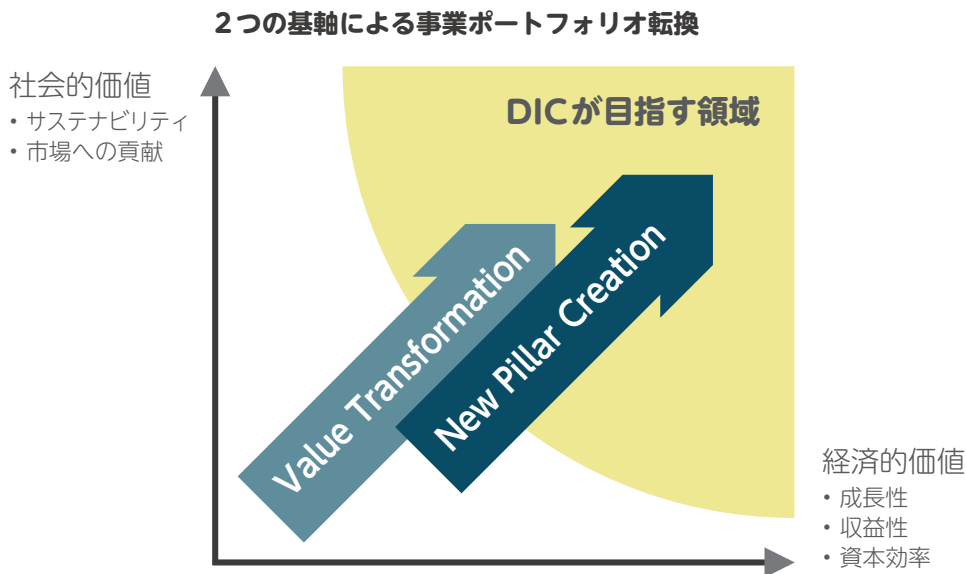 ２つの基軸による事業ポートフォリオ転換
社会的価値
・サステナビリティ
・市場への貢献
DICが目指す領域
Value Transformation
New Pillar Creation
経済的価値
・成長性
・収益性
・資本効率